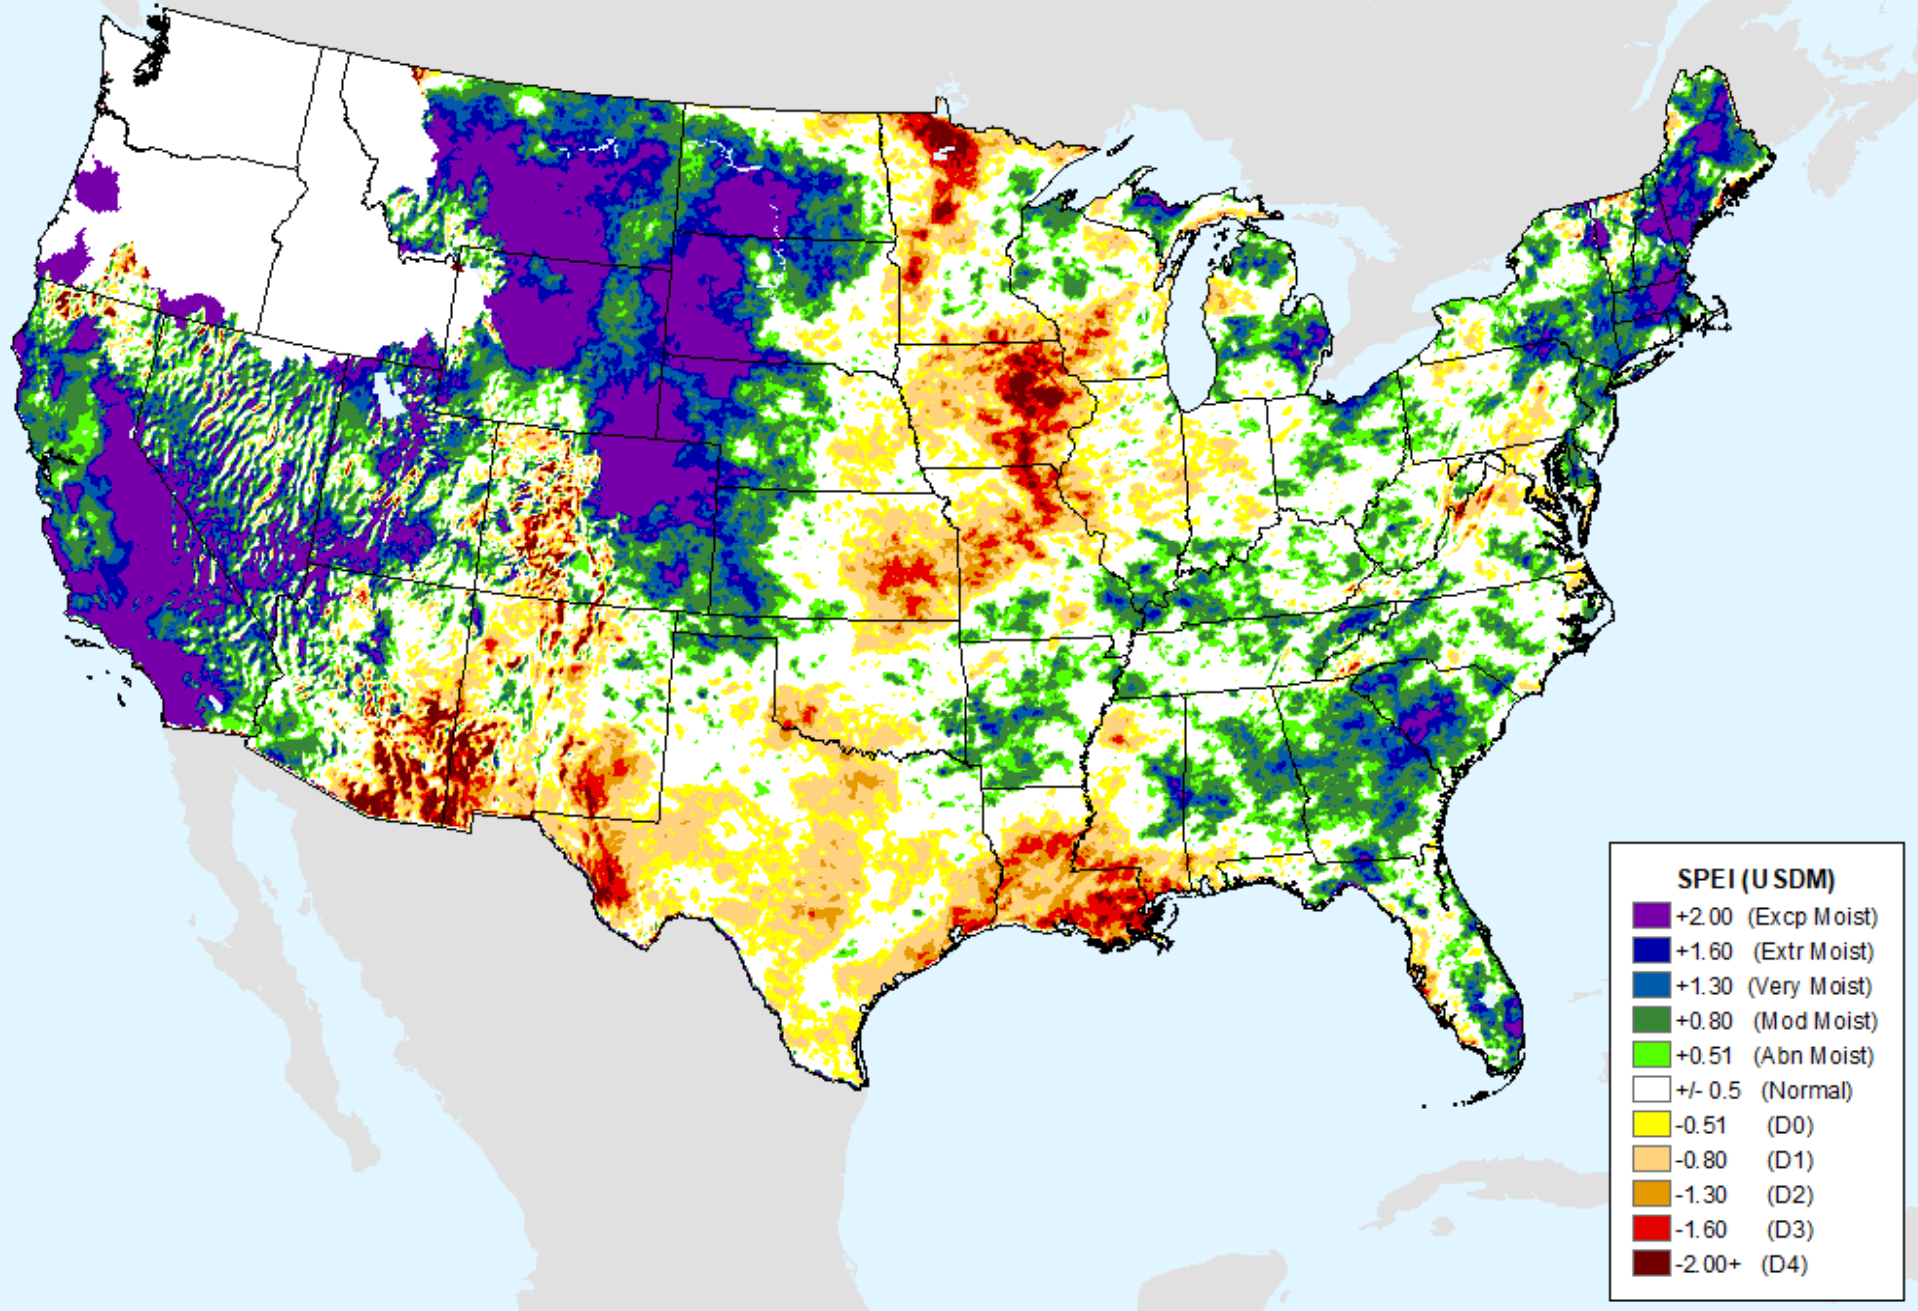 SPEI (USDM)
+2.00 (Excp Moist)
+1.60 (Extr Moist)
+1.30 (Very Moist)
+0.80 (Mod Moist)
+0.51 (Abn Moist)
+/- 0.5 (Normal)
-0.51 (D0)
-0.80 (D1)
-1.30 (D2)
-1.60 (D3)
-2.00+ (D4)